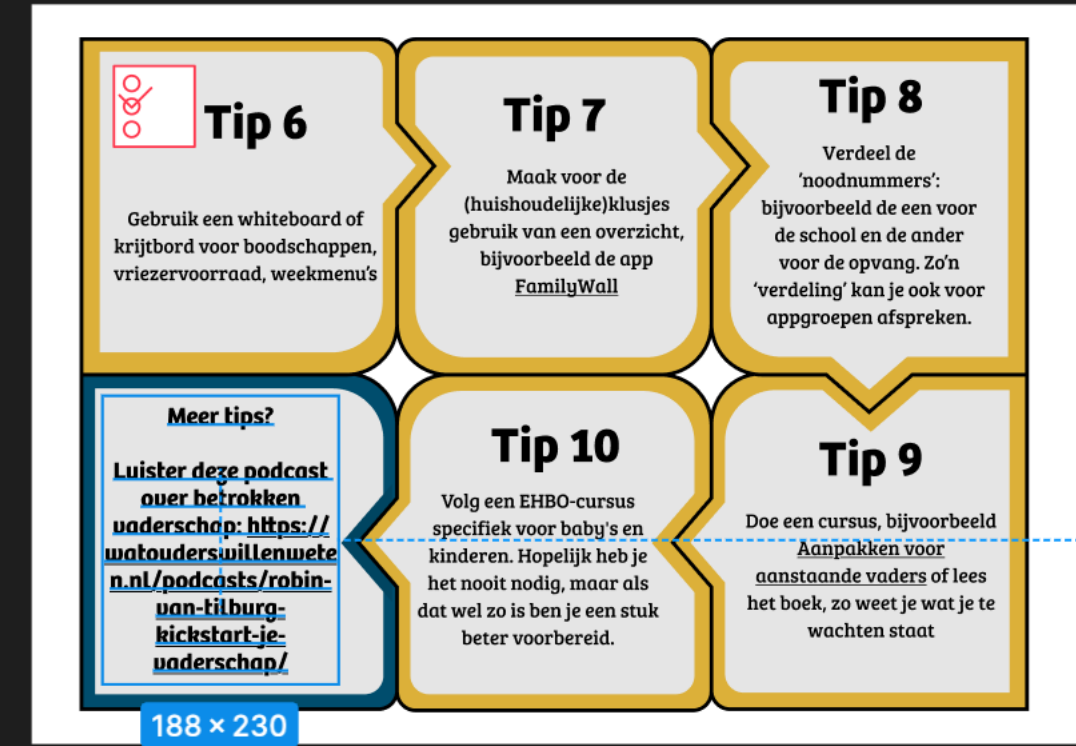 Tip 6
Gebruik een whiteboard of
krijtbord voor boodschappen,
vriezervoorraad, weekmenu's
Tip 7
Maak voor de
(huishoudelijke)klusjes
gebruik van een overzicht,
bijvoorbeeld de app
FamilyWall
Tip 8
Verdeel de
'noodnummers':
bijvoorbeeld de een voor
de school en de ander
voor de opvang. Zo'n
'verdeling' kan je ook voor
appgroepen afspreken.
Tip 9
Doe een cursus, bijvoorbeeld
Aanpakken voor
aanstaande vaders of lees
het boek, zo weet je wat je te
wachten staat
Tip 10
Volg een EHBO-cursus
specifiek voor baby's en
kinderen. Hopelijk heb je
het nooit nodig, maar als
dat wel zo is ben je een stuk
beter voorbereid.
Meer tips?
Luister deze podcast
over betrokken
vaderschap: https://
watouderswillenwete
n.nl/podcasts/robin-
van-tilburg-
kickstart-je-
vaderschap/
188 × 230